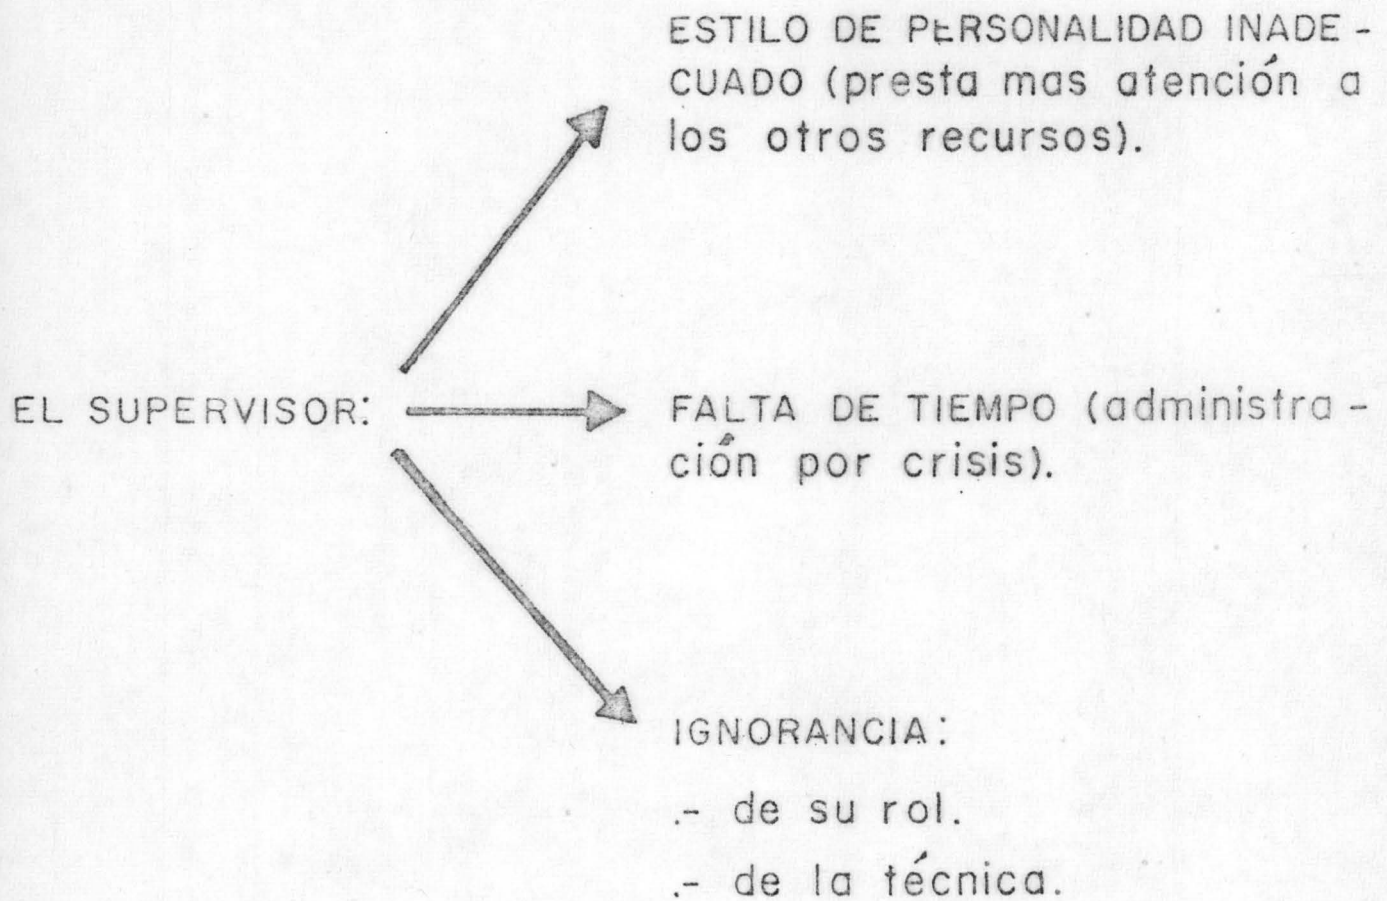 ESTILO DE PERSONALIDAD INADE-
CUADO (presta mas atención a
los otros recursos).
EL SUPERVISOR:
FALTA DE TIEMPO (administra-
ción por crisis).
IGNORANCIA:
.- de su rol.
.- de la técnica.